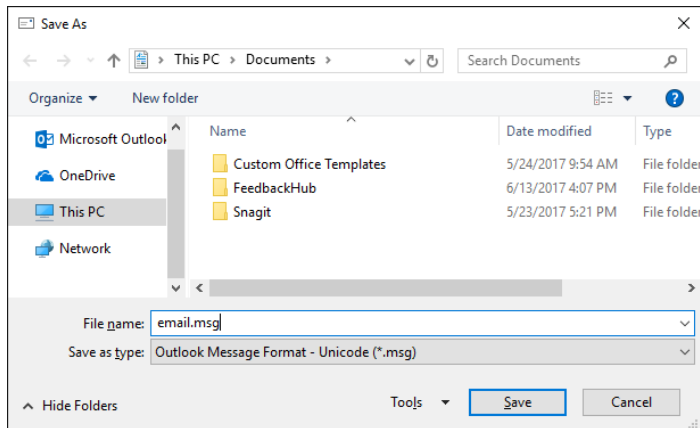 Save As
This PC > Documents >
Search Documents
Organize
New folder
?
Name
Date modified
Type
Microsoft Outlook
OneDrive
This PC
Network
Custom Office Templates 5/24/2017 9:54 AM File folder
FeedbackHub 6/13/2017 4:07 PM File folder
Snagit 5/23/2017 5:21 PM File folder
File name: email.msg
Save as type: Outlook Message Format - Unicode (*.msg)
Hide Folders
Tools
Save
Cancel